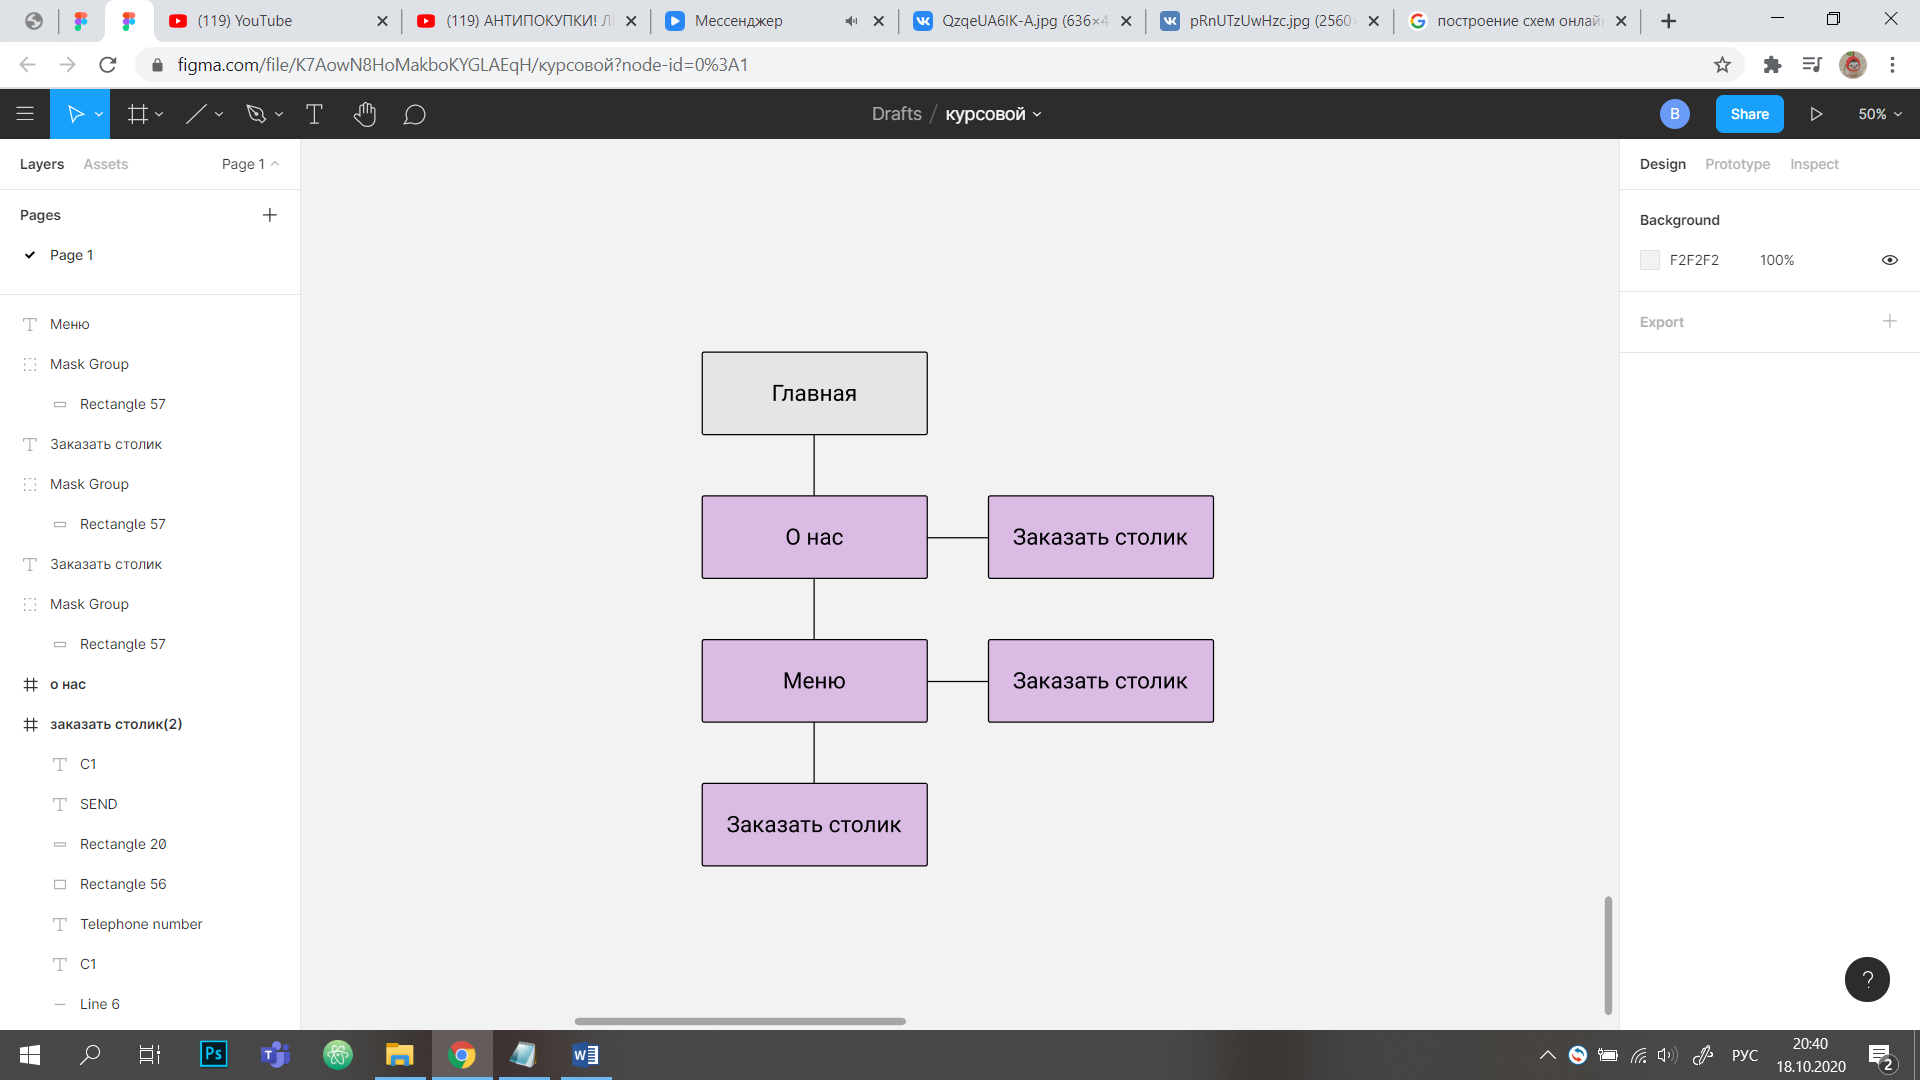 (119) YouTube
(119) АНТИПОКУПКИ! Л
Мессенджер
QzqeUA6IK-A.jpg (636×4
pRnUTzUwHzc.jpg (2560
построение схем онлай
figma.com/file/K7AowN8HoMakboKYGLAEqH/курсовой?node-id=0%3A1
Drafts / курсовой
B
Share
50%
Layers
Assets
Page 1
Pages
Page 1
Меню
Mask Group
Rectangle 57
Заказать столик
Mask Group
Rectangle 57
Заказать столик
Mask Group
Rectangle 57
о нас
заказать столик(2)
C1
SEND
Rectangle 20
Rectangle 56
Telephone number
C1
Line 6
Главная
О нас
Заказать столик
Меню
Заказать столик
Заказать столик
Design
Prototype
Inspect
Background
F2F2F2
100%
Export
?
Ps
РУС
20:40
18.10.2020
2